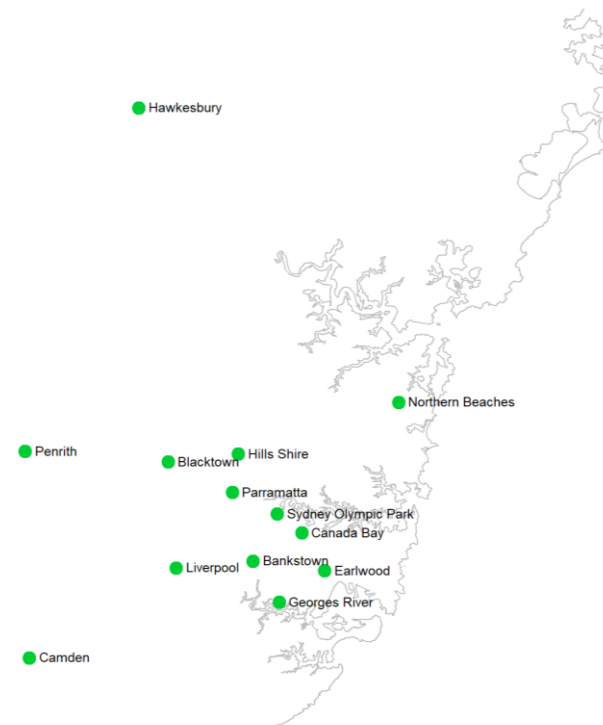 Hawkesbury
Northern Beaches
Penrith
Hills Shire
Blacktown
Parramatta
Sydney Olympic Park
Canada Bay
Bankstown
Liverpool
Earlwood
Georges River
Camden